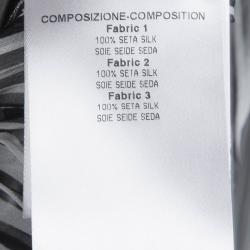 COMPOSIZIONE-COMPOSITION
Fabric 1
100% SETA SILK
SOIE SEIDE SEDA
Fabric 2
100% SETA SILK
SOIE SEIDE SEDA
Fabric 3
100% SETA SILK
SOIE SEIDE SEDA